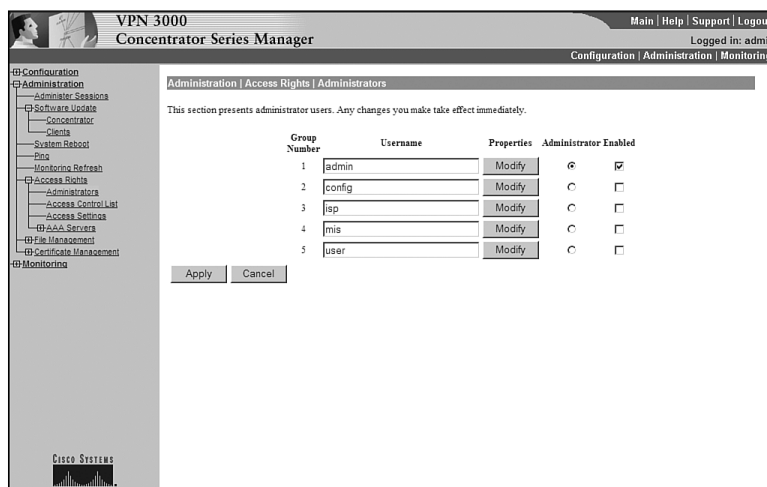 VPN 3000
Concentrator Series Manager
Main | Help | Support | Logou
Logged in: admi
Configuration | Administration | Monitorin
Configuration
Administration
Administer Sessions
Software Update
Concentrator
Clients
System Reboot
Ping
Monitoring Refresh
Access Rights
Administrators
Access Control List
Access Settings
AAA Servers
File Management
Certificate Management
Monitoring
CISCO SYSTEMS
Administration | Access Rights | Administrators
This section presents administrator users. Any changes you make take effect immediately.
Group Number Username Properties Administrator Enabled
1 admin Modify
2 config Modify
3 isp Modify
4 mis Modify
5 user Modify
Apply Cancel